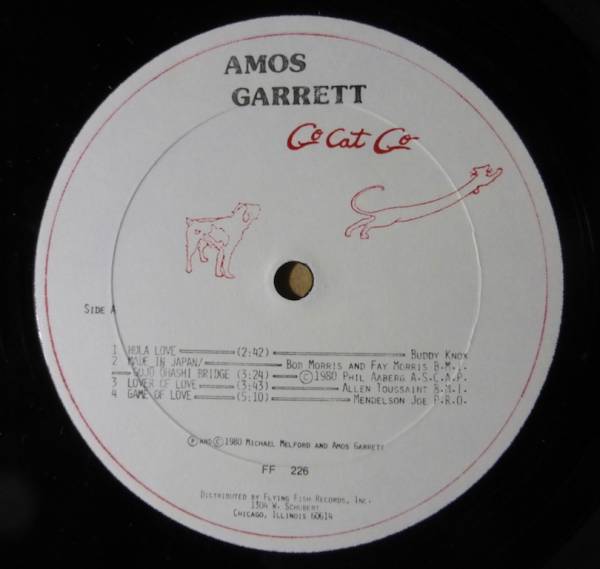 AMOS
GARRETT
Go Cat Go
SIDE A
1 HULA LOVE (2:42) BUDDY KNOX
2 MADE IN JAPAN/ BOB MORRIS AND FAY MORRIS B.M.I.
GOJO OHASHI BRIDGE (3:24) ©1980 PHIL AABERG A.S.C.A.P.
3 LOVER OF LOVE (3:43) ALLEN TOUSSAINT B.M.I.
4 GAME OF LOVE (5:10) MENDELSON JOE P.R.O.
Ⓟ AND © 1980 MICHAEL MELFORD AND AMOS GARRETT
FF 226
DISTRIBUTED BY FLYING FISH RECORDS, INC.
1304 W. SCHUBERT
CHICAGO, ILLINOIS 60614